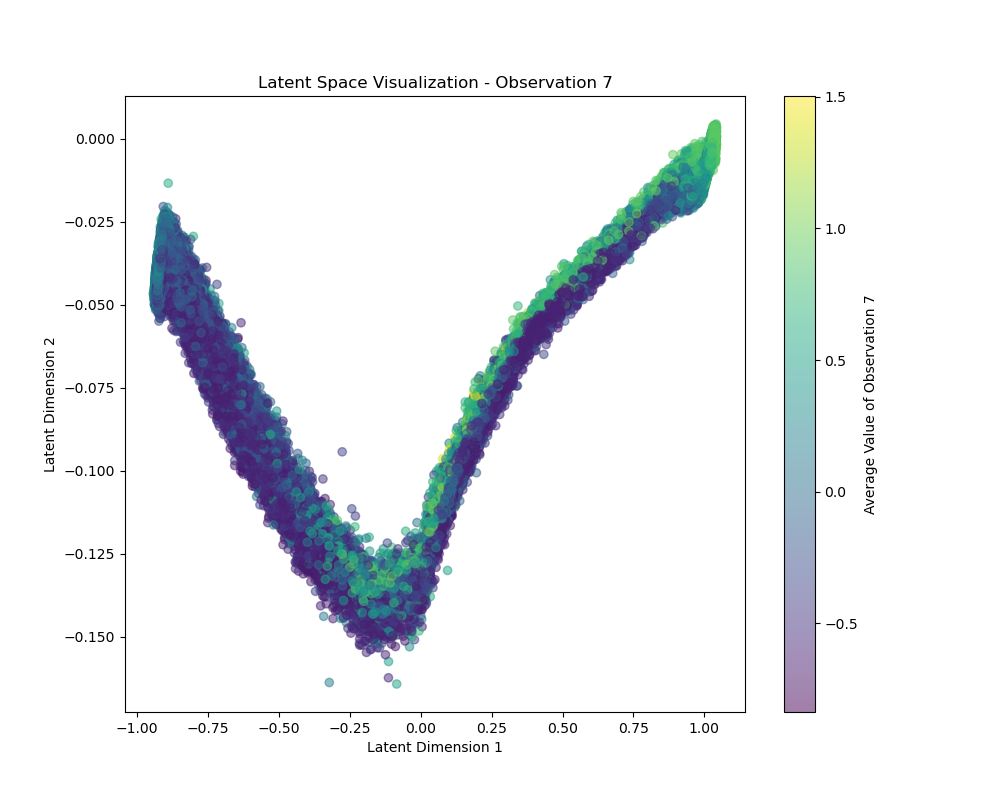 Latent Space Visualization - Observation 7
0.000
−0.025
−0.050
−0.075
−0.100
−0.125
−0.150
Latent Dimension 2
−1.00 −0.75 −0.50 −0.25 0.00 0.25 0.50 0.75 1.00
Latent Dimension 1
1.5
1.0
0.5
0.0
−0.5
Average Value of Observation 7